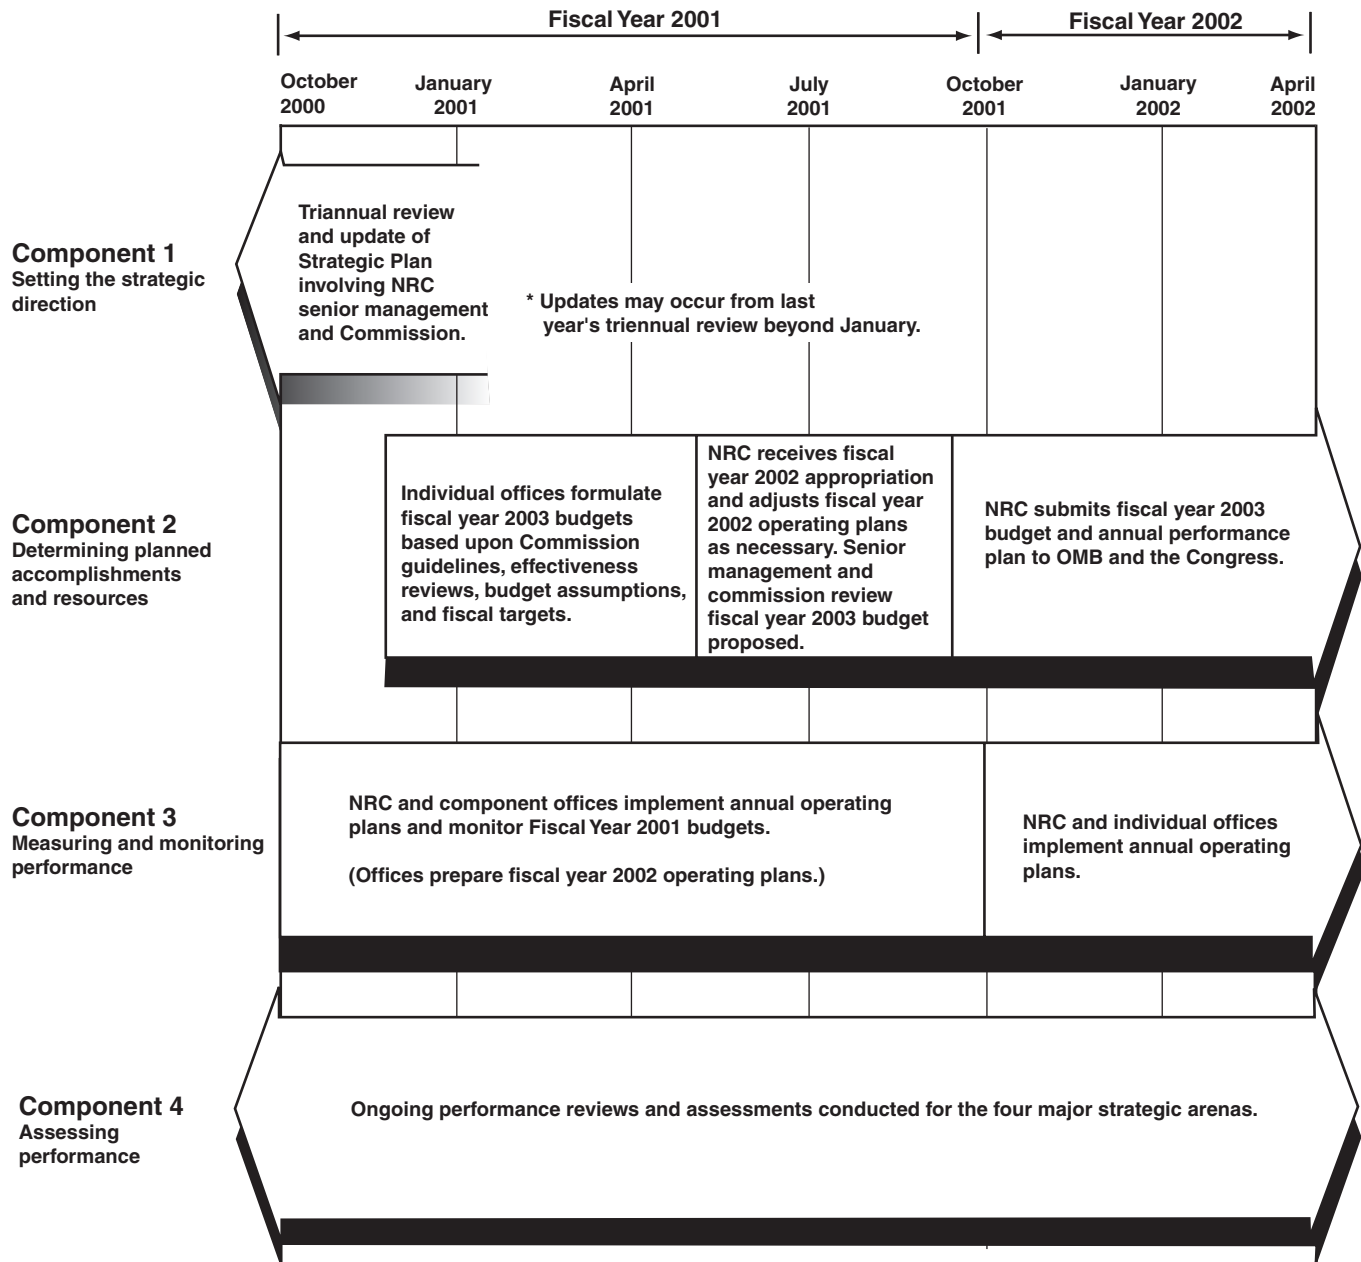 Fiscal Year 2001
Fiscal Year 2002
October
2000
January
2001
April
2001
July
2001
October
2001
January
2002
April
2002
Component 1
Setting the strategic
direction
Triannual review
and update of
Strategic Plan
involving NRC
senior management
and Commission.
* Updates may occur from last
year's triennual review beyond January.
Component 2
Determining planned
accomplishments
and resources
Individual offices formulate
fiscal year 2003 budgets
based upon Commission
guidelines, effectiveness
reviews, budget assumptions,
and fiscal targets.
NRC receives fiscal
year 2002 appropriation
and adjusts fiscal year
2002 operating plans
as necessary. Senior
management and
commission review
fiscal year 2003 budget
proposed.
NRC submits fiscal year 2003
budget and annual performance
plan to OMB and the Congress.
Component 3
Measuring and monitoring
performance
NRC and component offices implement annual operating
plans and monitor Fiscal Year 2001 budgets.
(Offices prepare fiscal year 2002 operating plans.)
NRC and individual offices
implement annual operating
plans.
Component 4
Assessing
performance
Ongoing performance reviews and assessments conducted for the four major strategic arenas.